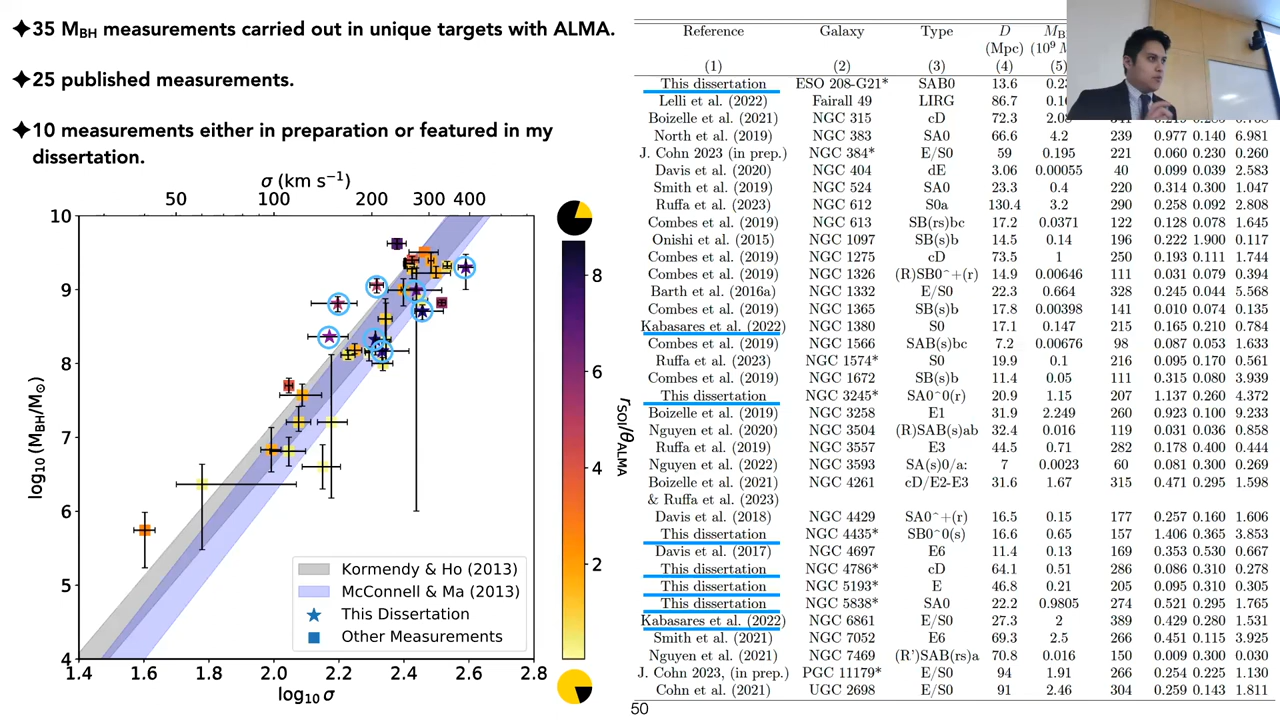 ✦35 M_BH measurements carried out in unique targets with ALMA.
✦25 published measurements.
✦10 measurements either in preparation or featured in my
dissertation.
σ (km s⁻¹)
50 100 200 300 400
10
9
8
7
6
5
4
log₁₀ (M_BH/M⊙)
1.4 1.6 1.8 2.0 2.2 2.4 2.6 2.8
log₁₀ σ
Kormendy & Ho (2013)
McConnell & Ma (2013)
This Dissertation
Other Measurements
8
6
4
2
r_SOI/θ_ALMA
Reference Galaxy Type D
(Mpc) (10⁹ M
(1) (2) (3) (4) (5)
This dissertation ESO 208-G21* SAB0 13.6
Lelli et al. (2022) Fairall 49 LIRG 86.7
Boizelle et al. (2021) NGC 315 cD 72.3
North et al. (2019) NGC 383 SA0 66.6 4.2 239 0.977 0.140 6.981
J. Cohn 2023 (in prep.) NGC 384* E/S0 59 0.195 221 0.060 0.230 0.260
Davis et al. (2020) NGC 404 dE 3.06 0.00055 40 0.099 0.039 2.583
Smith et al. (2019) NGC 524 SA0 23.3 0.4 220 0.314 0.300 1.047
Ruffa et al. (2023) NGC 612 S0a 130.4 3.2 290 0.258 0.092 2.808
Combes et al. (2019) NGC 613 SB(rs)bc 17.2 0.0371 122 0.128 0.078 1.645
Onishi et al. (2015) NGC 1097 SB(s)b 14.5 0.14 196 0.222 1.900 0.117
Combes et al. (2019) NGC 1275 cD 73.5 1 250 0.193 0.111 1.744
Combes et al. (2019) NGC 1326 (R)SB0^+(r) 14.9 0.00646 111 0.031 0.079 0.394
Barth et al. (2016a) NGC 1332 E/S0 22.3 0.664 328 0.245 0.044 5.568
Combes et al. (2019) NGC 1365 SB(s)b 17.8 0.00398 141 0.010 0.074 0.135
Kabasares et al. (2022) NGC 1380 S0 17.1 0.147 215 0.165 0.210 0.784
Combes et al. (2019) NGC 1566 SAB(s)bc 7.2 0.00676 98 0.087 0.053 1.633
Ruffa et al. (2023) NGC 1574* S0 19.9 0.1 216 0.095 0.170 0.561
Combes et al. (2019) NGC 1672 SB(s)b 11.4 0.05 111 0.315 0.080 3.939
This dissertation NGC 3245* SA0^0(r) 20.9 1.15 207 1.137 0.260 4.372
Boizelle et al. (2019) NGC 3258 E1 31.9 2.249 260 0.923 0.100 9.233
Nguyen et al. (2020) NGC 3504 (R)SAB(s)ab 32.4 0.016 119 0.031 0.036 0.858
Ruffa et al. (2019) NGC 3557 E3 44.5 0.71 282 0.178 0.400 0.444
Nguyen et al. (2022) NGC 3593 SA(s)0/a: 7 0.0023 60 0.081 0.300 0.269
Boizelle et al. (2021) NGC 4261 cD/E2-E3 31.6 1.67 315 0.471 0.295 1.598
& Ruffa et al. (2023)
Davis et al. (2018) NGC 4429 SA0^+(r) 16.5 0.15 177 0.257 0.160 1.606
This dissertation NGC 4435* SB0^0(s) 16.6 0.65 157 1.406 0.365 3.853
Davis et al. (2017) NGC 4697 E6 11.4 0.13 169 0.353 0.530 0.667
This dissertation NGC 4786* cD 64.1 0.51 286 0.086 0.310 0.278
This dissertation NGC 5193* E 46.8 0.21 205 0.095 0.310 0.305
This dissertation NGC 5838* SA0 22.2 0.9805 274 0.521 0.295 1.765
Kabasares et al. (2022) NGC 6861 E/S0 27.3 2 389 0.429 0.280 1.531
Smith et al. (2021) NGC 7052 E6 69.3 2.5 266 0.451 0.115 3.925
Nguyen et al. (2021) NGC 7469 (R')SAB(rs)a 70.8 0.016 150 0.009 0.300 0.030
J. Cohn 2023, (in prep.) PGC 11179* E/S0 94 1.91 266 0.254 0.225 1.130
Cohn et al. (2021) UGC 2698 E/S0 91 2.46 304 0.259 0.143 1.811
50